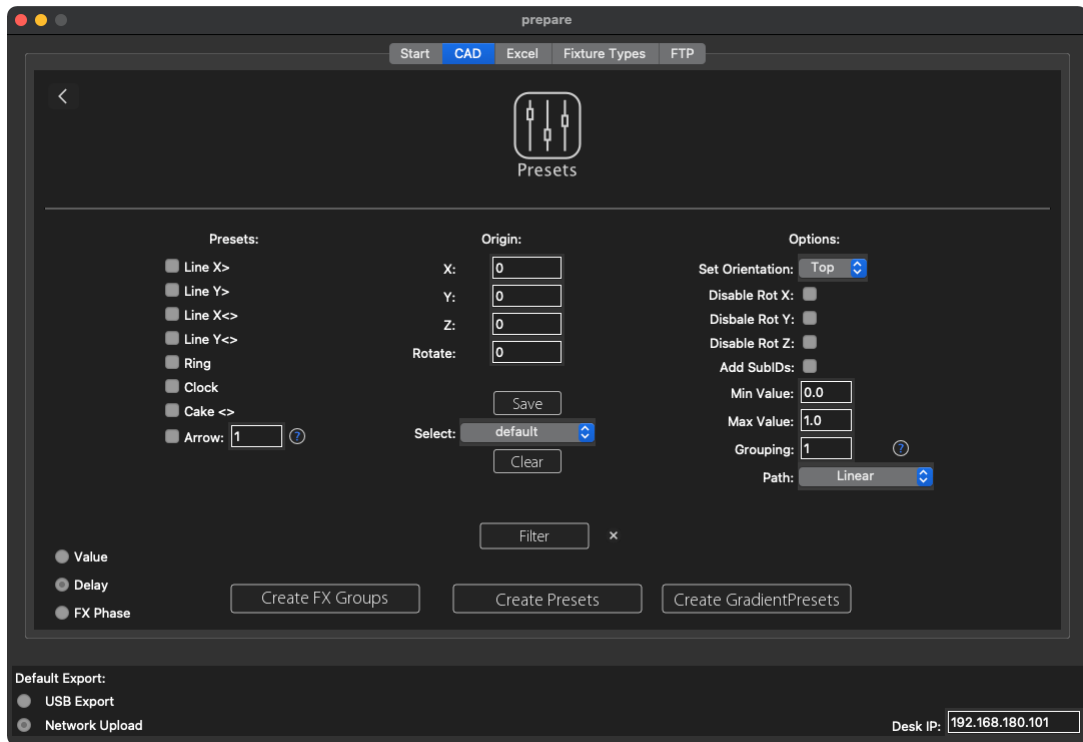 prepare
Start CAD Excel Fixture Types FTP
Presets
Presets: Origin: Options:
Line X> X: 0 Set Orientation: Top
Line Y> Y: 0 Disable Rot X:
Line X<> Z: 0 Disbale Rot Y:
Line Y<> Rotate: 0 Disable Rot Z:
Ring Add SubIDs:
Clock Save Min Value: 0.0
Cake <> Select: default Max Value: 1.0
Arrow: 1 ? Clear Grouping: 1 ?
Path: Linear
Filter ×
Value
Delay
FX Phase
Create FX Groups Create Presets Create GradientPresets
Default Export:
USB Export
Network Upload
Desk IP: 192.168.180.101